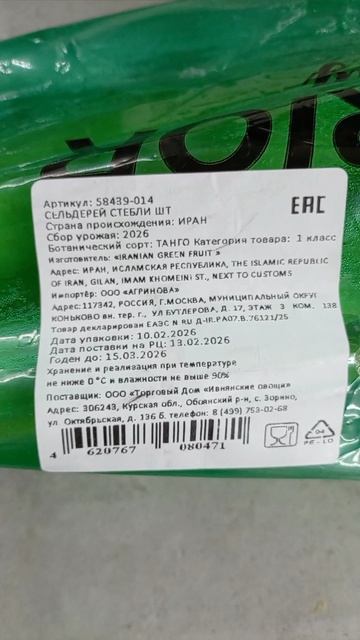 Артикул: 58439-014
СЕЛЬДЕРЕЙ СТЕБЛИ ШТ
EAC
Страна происхождения: ИРАН
Сбор урожая: 2026
Ботанический сорт: ТАНГО Категория товара: 1 класс
Изготовитель: «IRANIAN GREEN FRUIT »
Адрес: ИРАН, ИСЛАМСКАЯ РЕСПУБЛИКА, THE ISLAMIC REPUBLIC
OF IRAN, GILAN, IMAM KHOMEINI ST., NEXT TO CUSTOMS
Импортёр: ООО «АГРИНОВА»
Адрес:117342, РОССИЯ, Г.МОСКВА, МУНИЦИПАЛЬНЫЙ ОКРУГ
КОНЬКОВО вн. тер. г., УЛ БУТЛЕРОВА, Д. 17, ЭТАЖ 3 КОМ. 138
Товар декларирован ЕАЭС N RU Д-IR.РА07.В.76121/25
Дата упаковки: 10.02.2026
Дата поставки на РЦ: 13.02.2026
Годен до: 15.03.2026
Хранение и реализация при температуре
не ниже 0 °С и влажности не выше 90%
Поставщик: ООО «Торговый Дом «Ивнянские овощи»
Адрес: 306243, Курская обл., Обоянский р-н, с. Зорино,
ул. Октябрьская, д. 136 б. телефон: 8 (499) 753-02-68
4 620767 080471
04
PE-LD